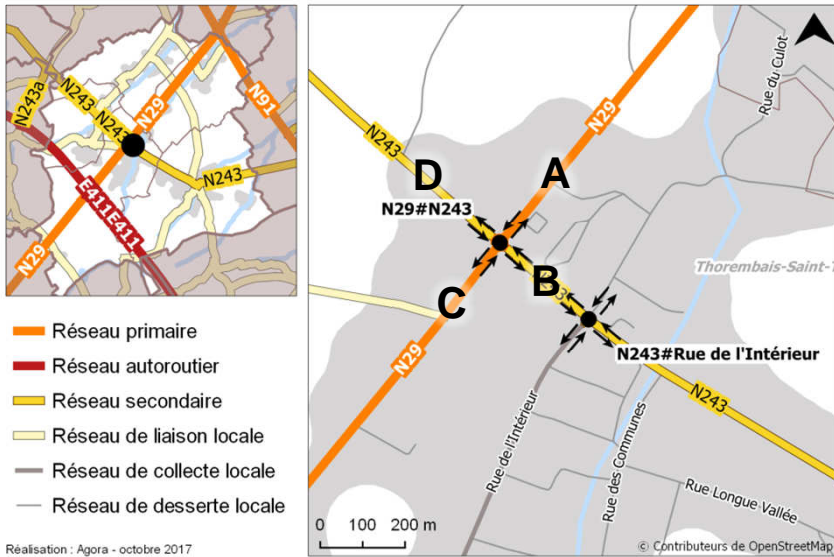 N243a
N243
N243
N29
N91
N243
E411E411
N29
Réseau primaire
Réseau autoroutier
Réseau secondaire
Réseau de liaison locale
Réseau de collecte locale
Réseau de desserte locale
Réalisation : Agora - octobre 2017
N243
N29
Rue du Culot
D
A
N29#N243
B
C
Thorembais-Saint-T
N29
N243#Rue de l'Intérieur
N243
Rue de l'Intérieur
Rue des Communes
Rue Longue Vallée
0 100 200 m
© Contributeurs de OpenStreetMap